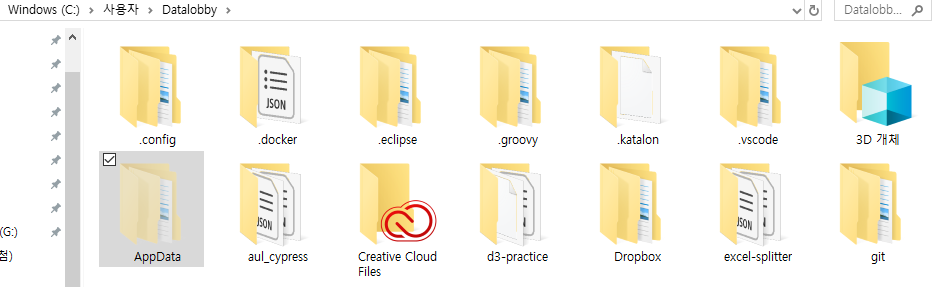 Windows (C:) > 사용자 > Datalobby >
Datalobb...
.config
.docker
.eclipse
.groovy
.katalon
.vscode
3D 개체
JSON
AppData
aul_cypress
Creative Cloud
Files
d3-practice
Dropbox
excel-splitter
git
JSON
JSON
(G:)
첨)